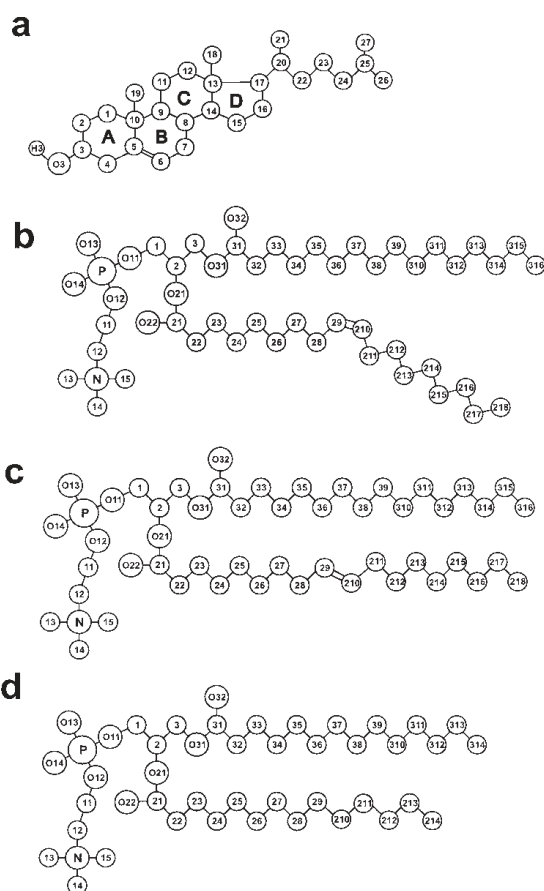 a
21 27
18 20 23 25
12
11 13 17 22 24 26
19 C D
1 9 14 16
2 10 8 15
A B
H3 3 5 7
O3 4 6
b
O32
O13 1 3 31 33 35 37 39 311 313 315
P O11 2 O31 32 34 36 38 310 312 314 316
O14 O12 O21
11 O22 21 23 25 27 29 210
12 22 24 26 28 211 212
13 N 15 213 214
14 215 216
217 218
c
O32
O13 1 3 31 33 35 37 39 311 313 315
P O11 2 O31 32 34 36 38 310 312 314 316
O14 O12 O21
11 O22 21 23 25 27 29 211 213 215 217
12 22 24 26 28 210 212 214 216 218
13 N 15
14
d
O32
O13 1 3 31 33 35 37 39 311 313
P O11 2 O31 32 34 36 38 310 312 314
O14 O12 O21
11 O22 21 23 25 27 29 211 213
12 22 24 26 28 210 212 214
13 N 15
14